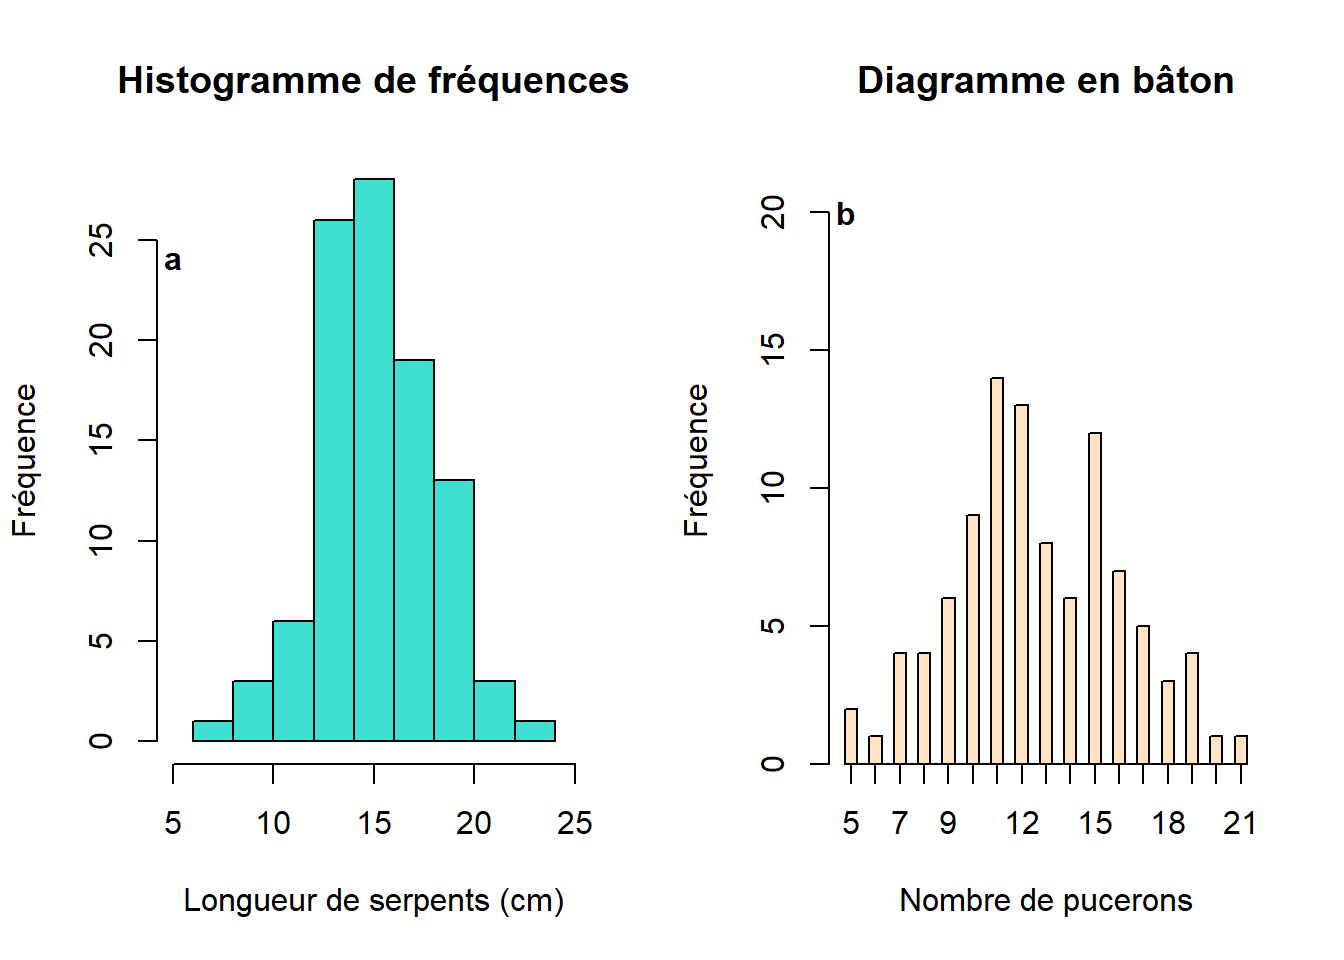 Histogramme de fréquences
a
Fréquence
25
20
15
10
5
0
5 10 15 20 25
Longueur de serpents (cm)
Diagramme en bâton
b
Fréquence
20
15
10
5
0
5 7 9 12 15 18 21
Nombre de pucerons